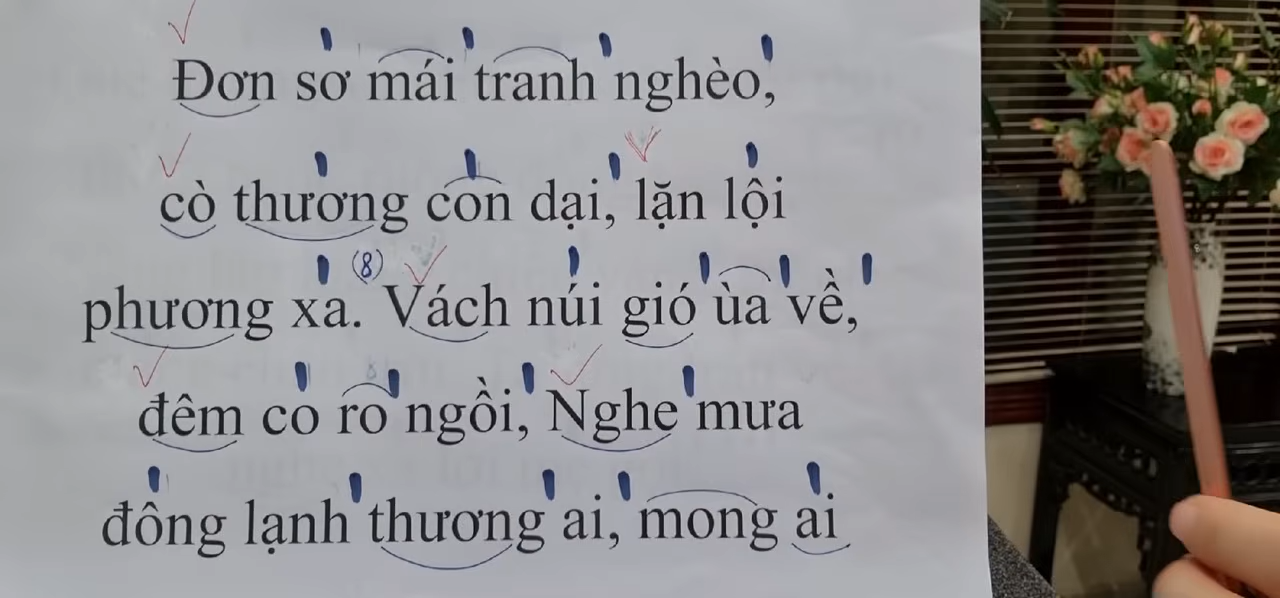 Đơn sơ mái tranh nghèo,
cò thương con dại, lặn lội
phương xa. (8) Vách núi gió ùa về,
đêm co ro ngồi, Nghe mưa
đông lạnh thương ai, mong ai